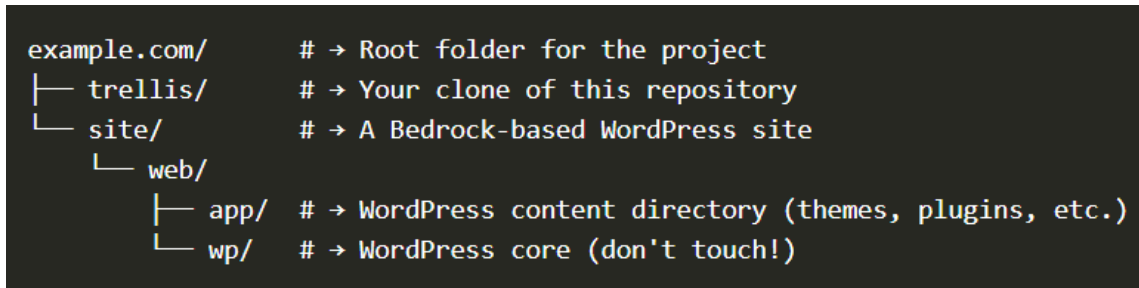 example.com/      # → Root folder for the project
├── trellis/      # → Your clone of this repository
└── site/         # → A Bedrock-based WordPress site
    └── web/
        ├── app/  # → WordPress content directory (themes, plugins, etc.)
        └── wp/   # → WordPress core (don't touch!)